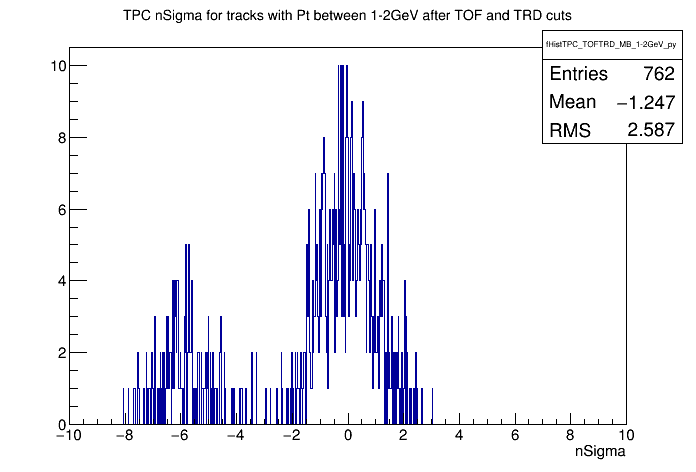 TPC nSigma for tracks with Pt between 1-2GeV after TOF and TRD cuts
fHistTPC_TOFTRD_MB_1-2GeV_py
Entries 762
Mean −1.247
RMS 2.587
10
8
6
4
2
0
−10 −8 −6 −4 −2 0 2 4 6 8 10
nSigma